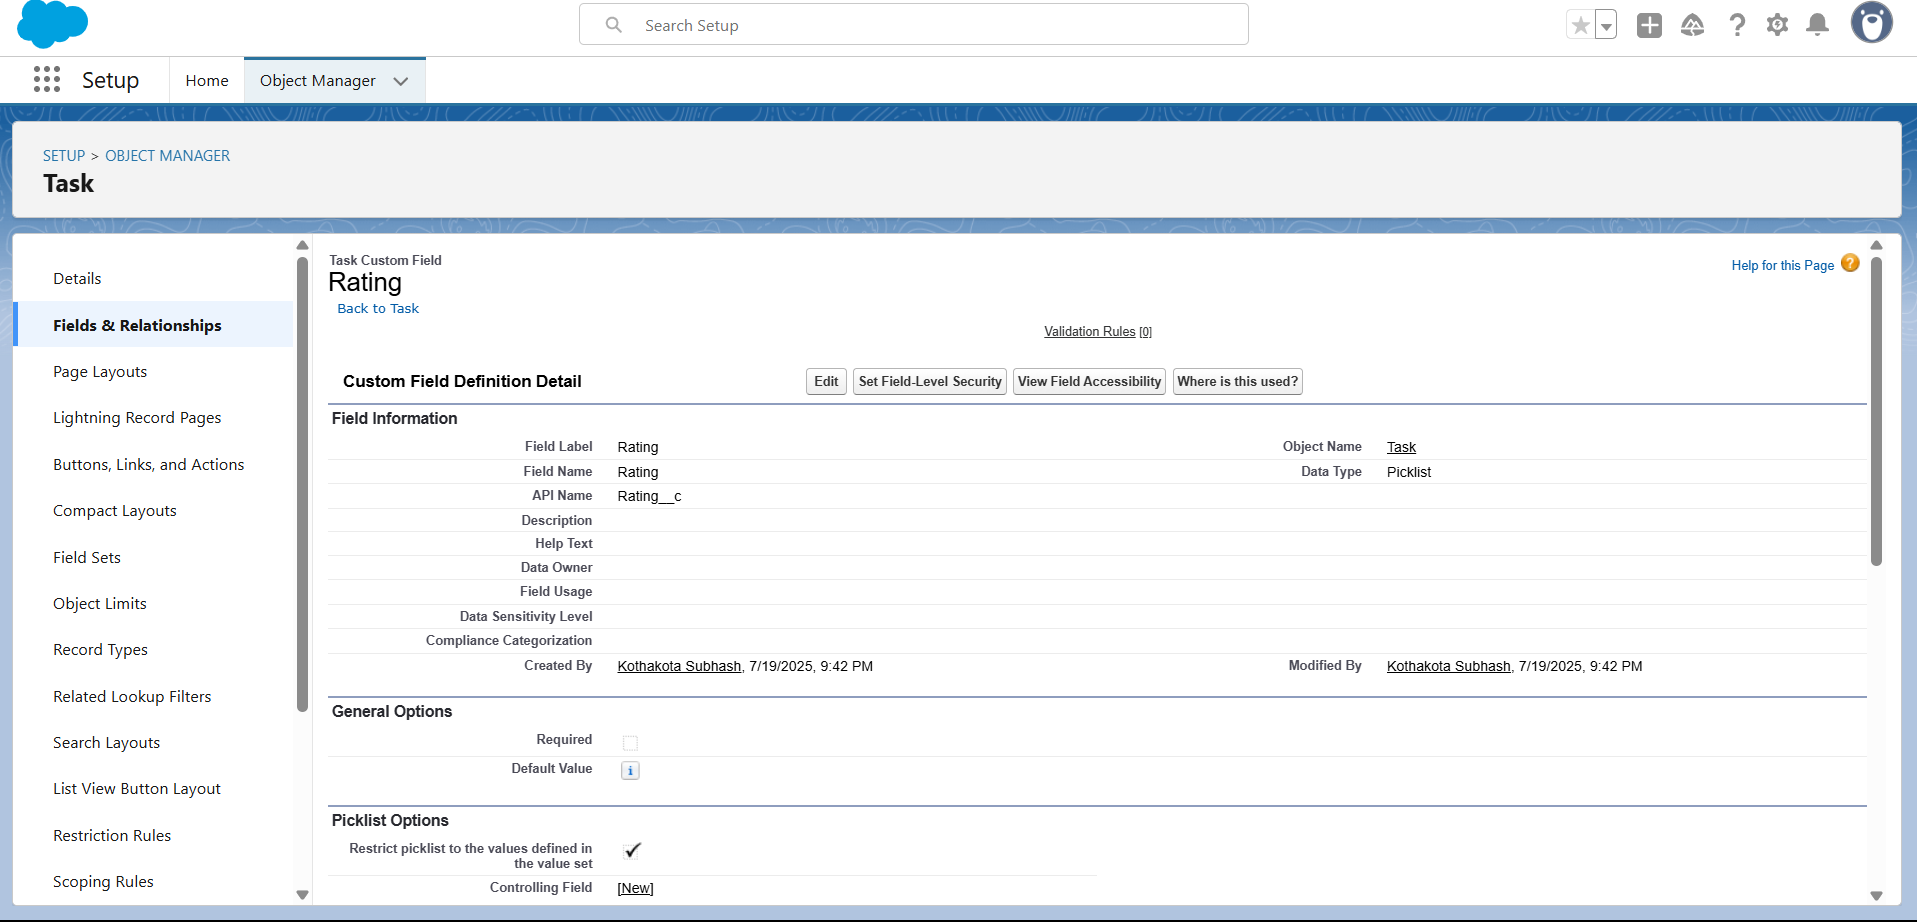 Search Setup
Setup
Home
Object Manager
SETUP > OBJECT MANAGER
Task
Details
Fields & Relationships
Page Layouts
Lightning Record Pages
Buttons, Links, and Actions
Compact Layouts
Field Sets
Object Limits
Record Types
Related Lookup Filters
Search Layouts
List View Button Layout
Restriction Rules
Scoping Rules
Task Custom Field
Rating
Back to Task
Help for this Page ?
Validation Rules [0]
Custom Field Definition Detail
Edit
Set Field-Level Security
View Field Accessibility
Where is this used?
Field Information
Field Label Rating Object Name Task
Field Name Rating Data Type Picklist
API Name Rating__c
Description
Help Text
Data Owner
Field Usage
Data Sensitivity Level
Compliance Categorization
Created By Kothakota Subhash, 7/19/2025, 9:42 PM Modified By Kothakota Subhash, 7/19/2025, 9:42 PM
General Options
Required
Default Value i
Picklist Options
Restrict picklist to the values defined in
the value set
Controlling Field [New]